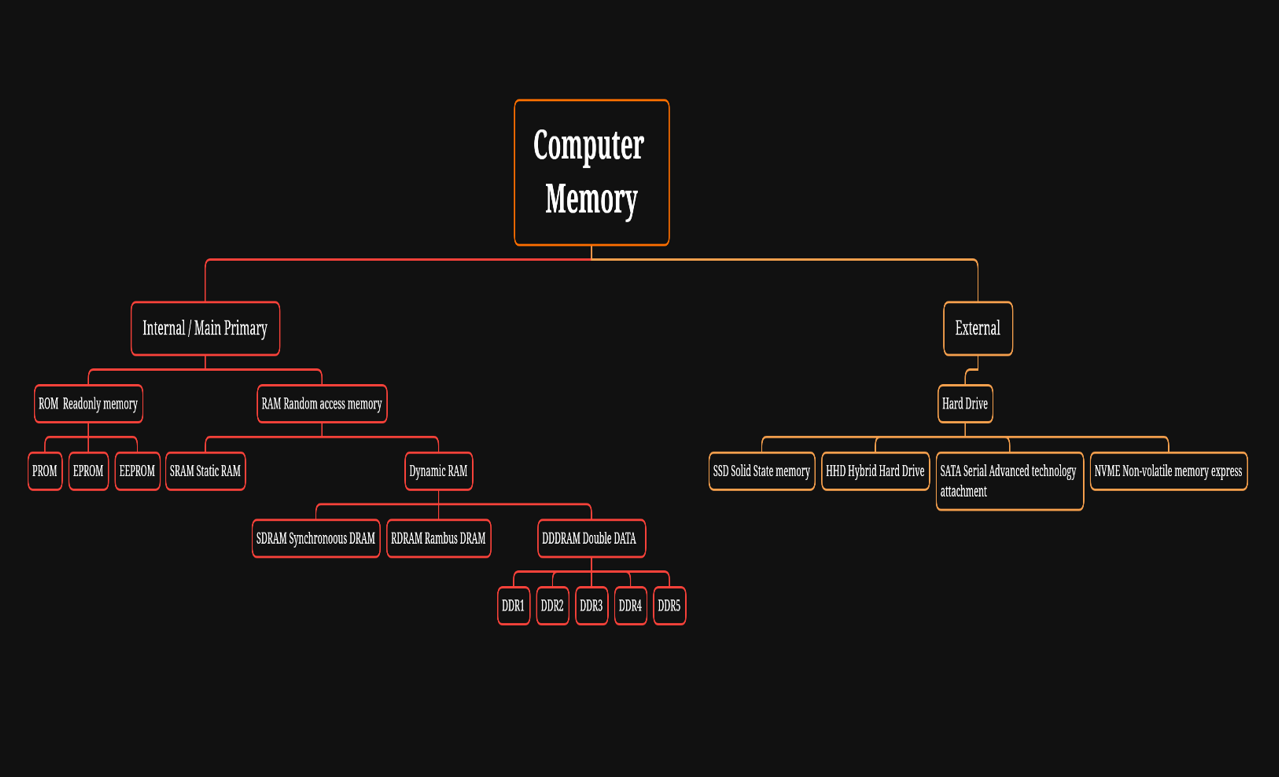 Computer
Memory
Internal / Main Primary
External
ROM  Readonly memory
RAM Random access memory
Hard Drive
PROM
EPROM
EEPROM
SRAM Static RAM
Dynamic RAM
SSD Solid State memory
HHD Hybrid Hard Drive
SATA Serial Advanced technology
attachment
NVME Non-volatile memory express
SDRAM Synchronoous DRAM
RDRAM Rambus DRAM
DDDRAM Double DATA
DDR1
DDR2
DDR3
DDR4
DDR5